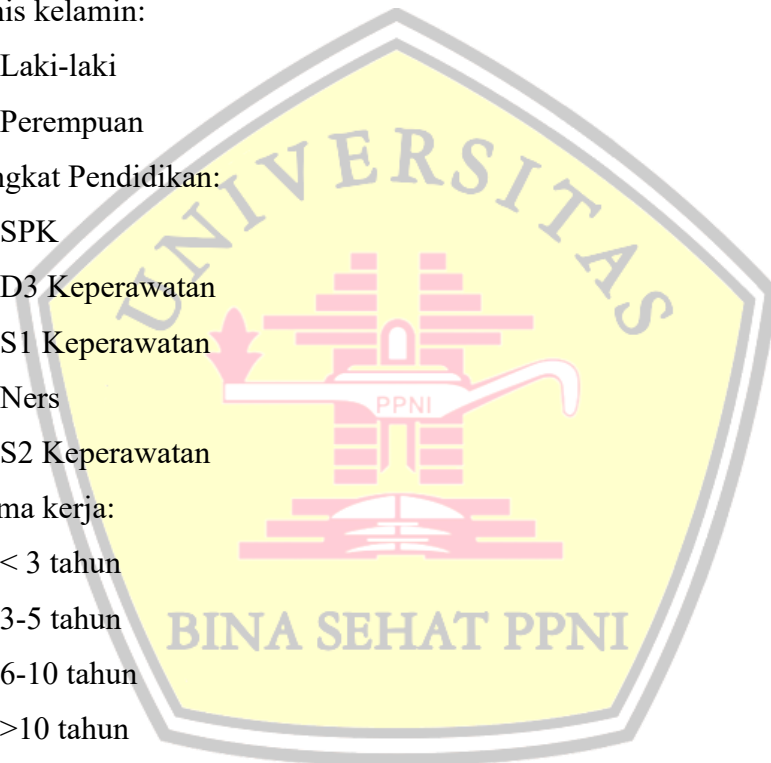 nis kelamin:
Laki-laki
Perempuan
ngkat Pendidikan:
SPK
D3 Keperawatan
S1 Keperawatan
Ners
S2 Keperawatan
ma kerja:
< 3 tahun
3-5 tahun
6-10 tahun
>10 tahun
UNIVERSITAS
PPNI
BINA SEHAT PPNI